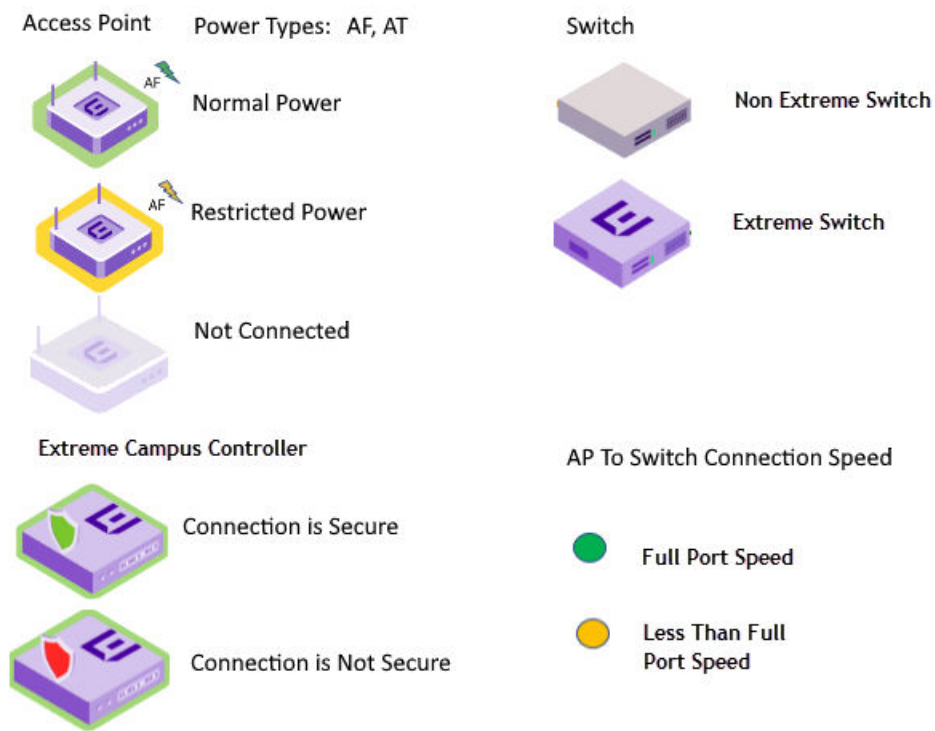 Access Point
Power Types: AF, AT
Switch
AF
Normal Power
Non Extreme Switch
AF
Restricted Power
Extreme Switch
Not Connected
Extreme Campus Controller
AP To Switch Connection Speed
Connection is Secure
Full Port Speed
Connection is Not Secure
Less Than Full
Port Speed